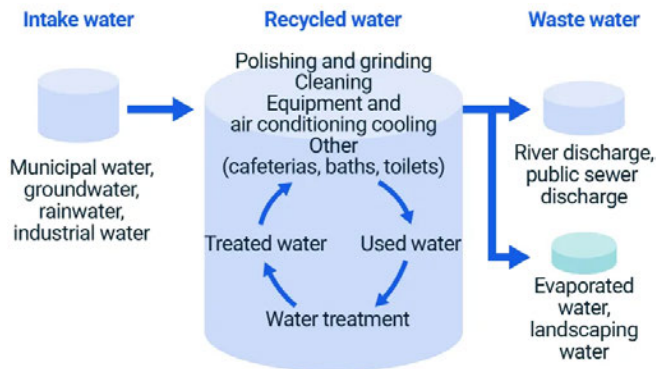 Intake water
Recycled water
Waste water
Polishing and grinding
Cleaning
Equipment and
air conditioning cooling
Other
(cafeterias, baths, toilets)
Municipal water,
groundwater,
rainwater,
industrial water
Treated water
Used water
Water treatment
River discharge,
public sewer
discharge
Evaporated
water,
landscaping
water